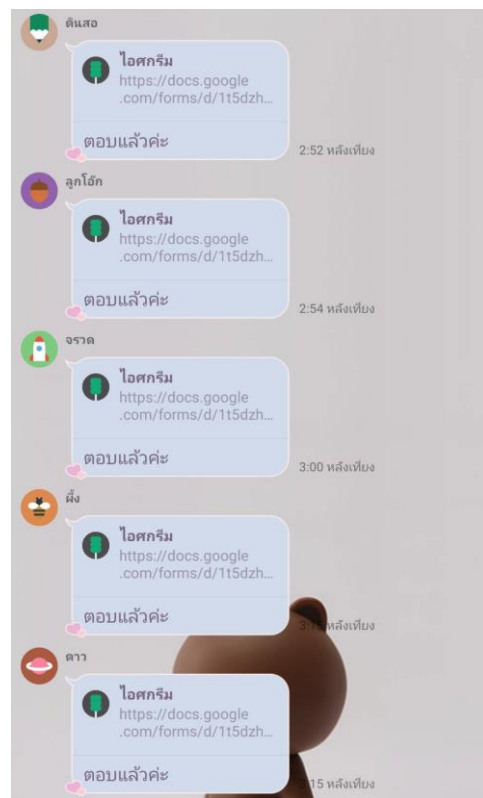 ดินสอ
ไอศกรีม
https://docs.google
.com/forms/d/1t5dzh...
ตอบแล้วค่ะ
2:52 หลังเที่ยง
ลูกโอ๊ก
ไอศกรีม
https://docs.google
.com/forms/d/1t5dzh...
ตอบแล้วค่ะ
2:54 หลังเที่ยง
จรวด
ไอศกรีม
https://docs.google
.com/forms/d/1t5dzh...
ตอบแล้วค่ะ
3:00 หลังเที่ยง
ผึ้ง
ไอศกรีม
https://docs.google
.com/forms/d/1t5dzh...
ตอบแล้วค่ะ
หลังเที่ยง
ดาว
ไอศกรีม
https://docs.google
.com/forms/d/1t5dzh...
ตอบแล้วค่ะ
3:15 หลังเที่ยง